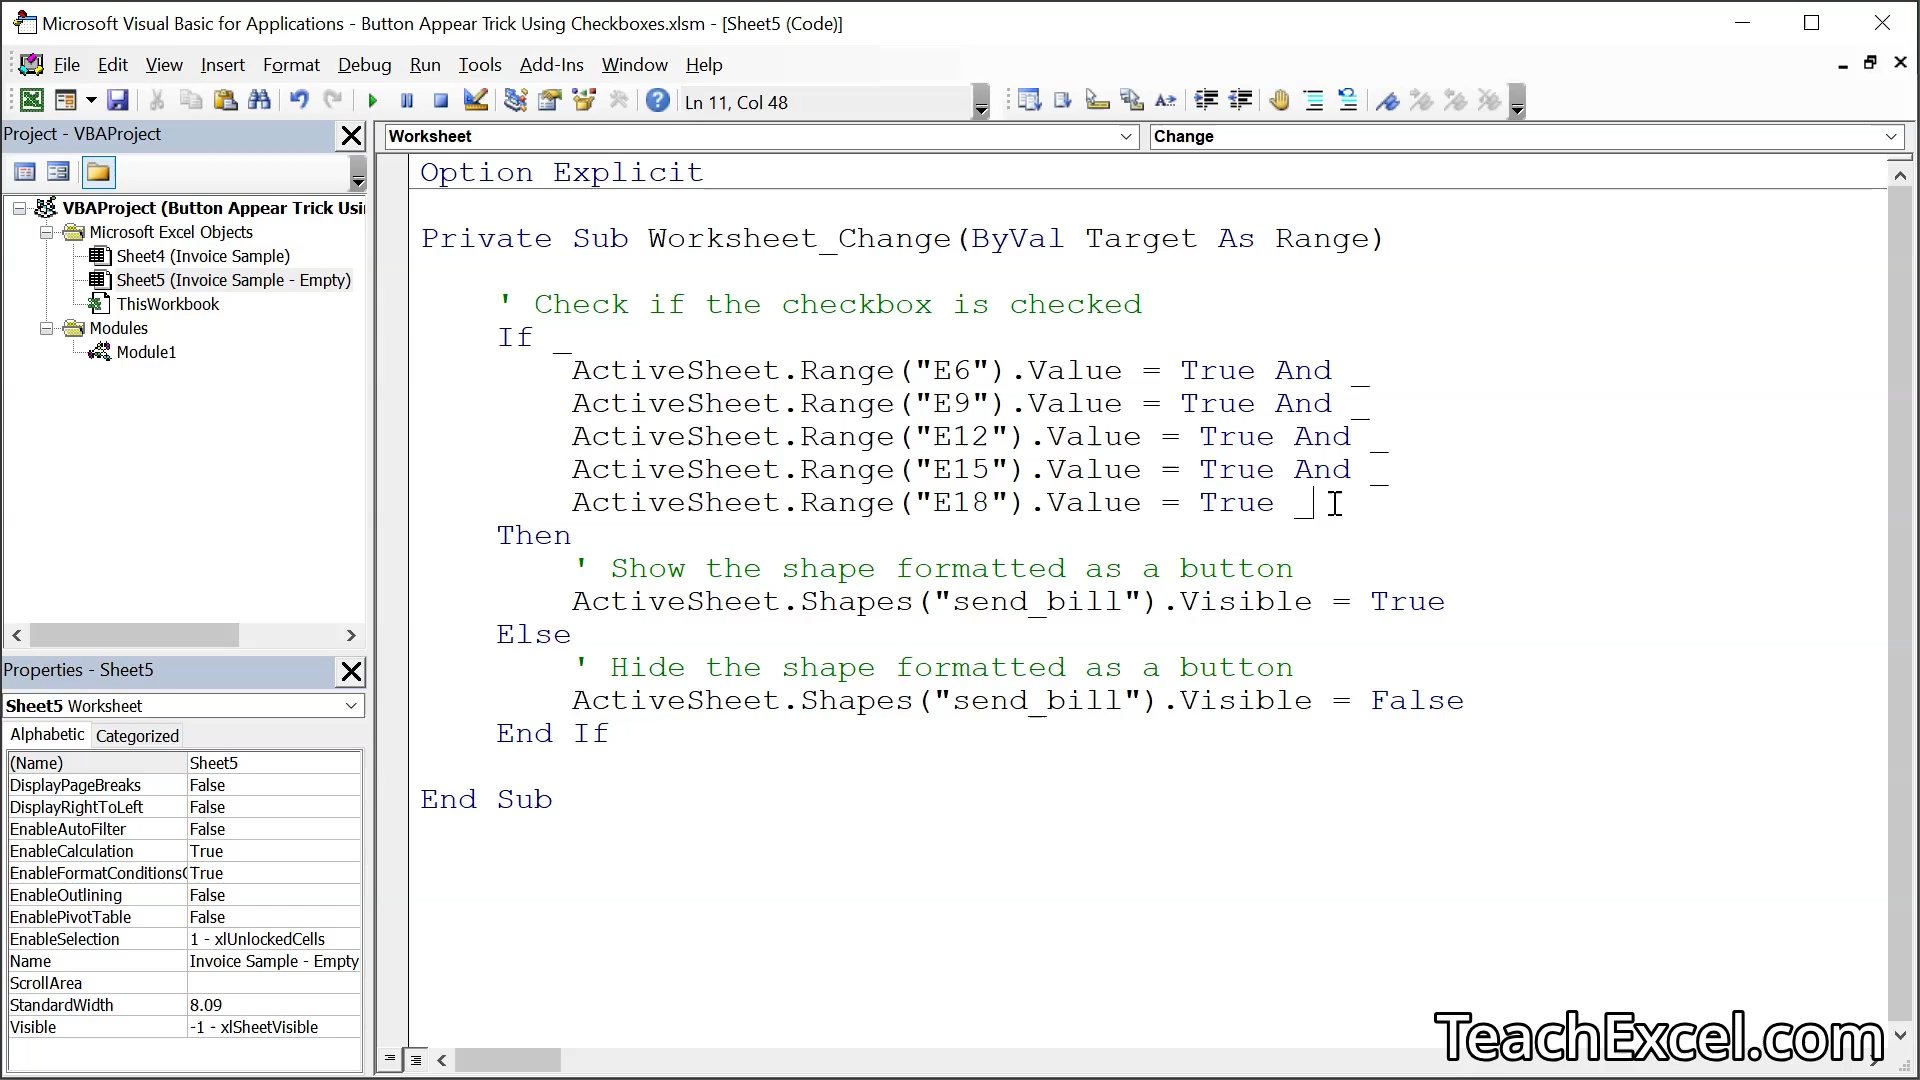 Microsoft Visual Basic for Applications - Button Appear Trick Using Checkboxes.xlsm - [Sheet5 (Code)]
File Edit View Insert Format Debug Run Tools Add-Ins Window Help
Ln 11, Col 48
Project - VBAProject
Worksheet
Change
VBAProject (Button Appear Trick Usi
Microsoft Excel Objects
Sheet4 (Invoice Sample)
Sheet5 (Invoice Sample - Empty)
ThisWorkbook
Modules
Module1
Properties - Sheet5
Sheet5 Worksheet
Alphabetic Categorized
(Name) Sheet5
DisplayPageBreaks False
DisplayRightToLeft False
EnableAutoFilter False
EnableCalculation True
EnableFormatConditionsC True
EnableOutlining False
EnablePivotTable False
EnableSelection 1 - xlUnlockedCells
Name Invoice Sample - Empty
ScrollArea
StandardWidth 8.09
Visible -1 - xlSheetVisible
Option Explicit
Private Sub Worksheet_Change(ByVal Target As Range)
' Check if the checkbox is checked
If _
ActiveSheet.Range("E6").Value = True And _
ActiveSheet.Range("E9").Value = True And _
ActiveSheet.Range("E12").Value = True And _
ActiveSheet.Range("E15").Value = True And _
ActiveSheet.Range("E18").Value = True _
Then
' Show the shape formatted as a button
ActiveSheet.Shapes("send_bill").Visible = True
Else
' Hide the shape formatted as a button
ActiveSheet.Shapes("send_bill").Visible = False
End If
End Sub
TeachExcel.com